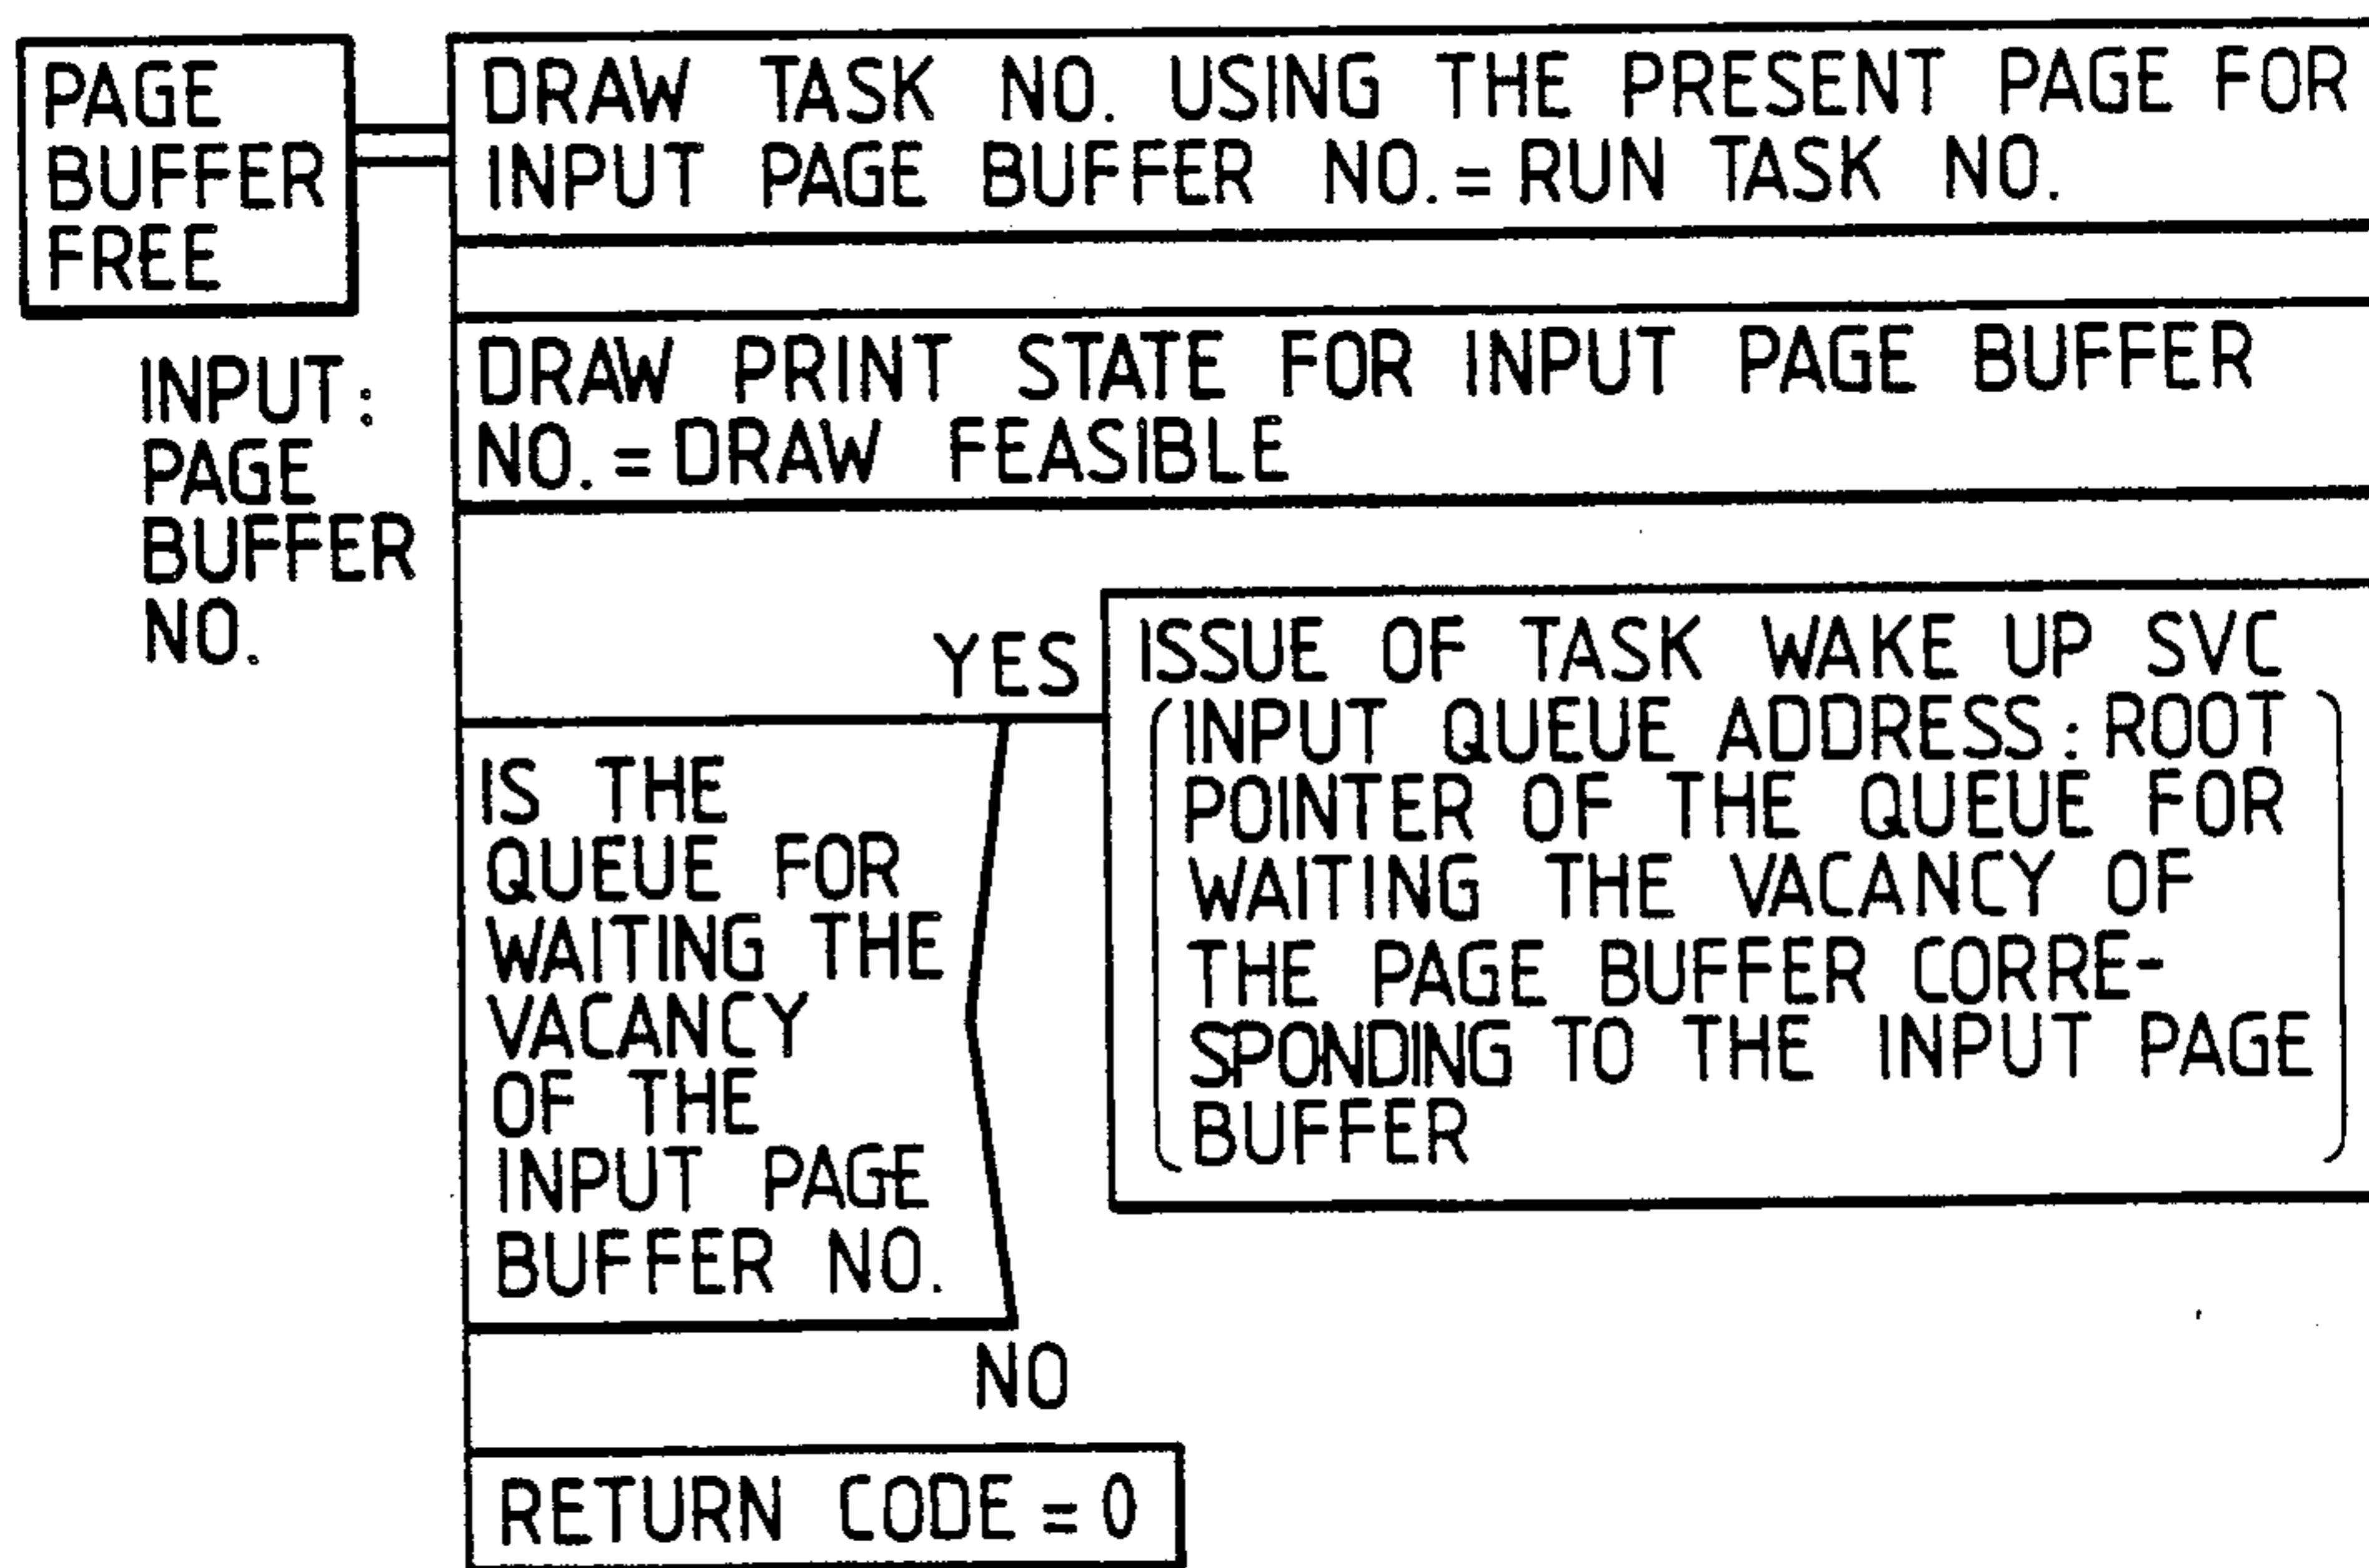 PAGE
BUFFER
FREE
INPUT:
PAGE
BUFFER
NO.
DRAW TASK NO. USING THE PRESENT PAGE FOR
INPUT PAGE BUFFER NO.=RUN TASK NO.
DRAW PRINT STATE FOR INPUT PAGE BUFFER
NO.=DRAW FEASIBLE
IS THE
QUEUE FOR
WAITING THE
VACANCY
OF THE
INPUT PAGE
BUFFER NO.
YES
ISSUE OF TASK WAKE UP SVC
(INPUT QUEUE ADDRESS:ROOT
POINTER OF THE QUEUE FOR
WAITING THE VACANCY OF
THE PAGE BUFFER CORRE-
SPONDING TO THE INPUT PAGE
BUFFER)
NO
RETURN CODE=0